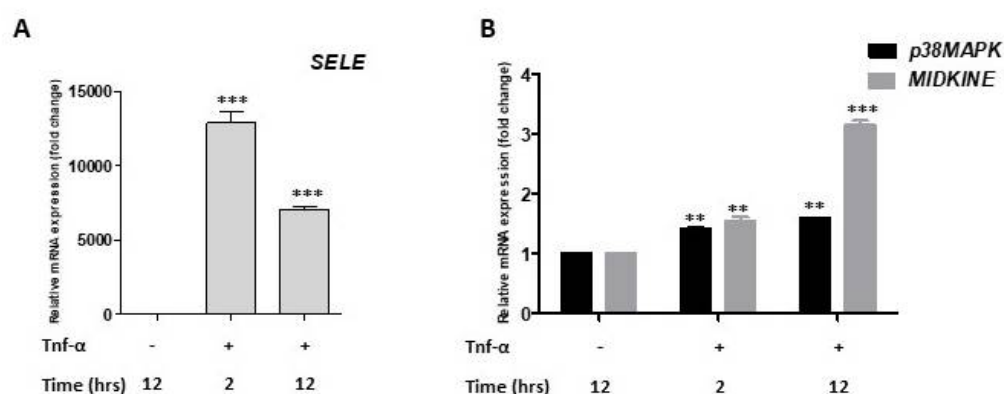 A
SELE
Relative mRNA expression (fold change)
15000
***
10000
***
5000
0
Tnf-α - + +
Time (hrs) 12 2 12
B
p38MAPK
MIDKINE
Relative mRNA expression (fold change)
4
***
3
2
** ** **
1
0
Tnf-α - + +
Time (hrs) 12 2 12